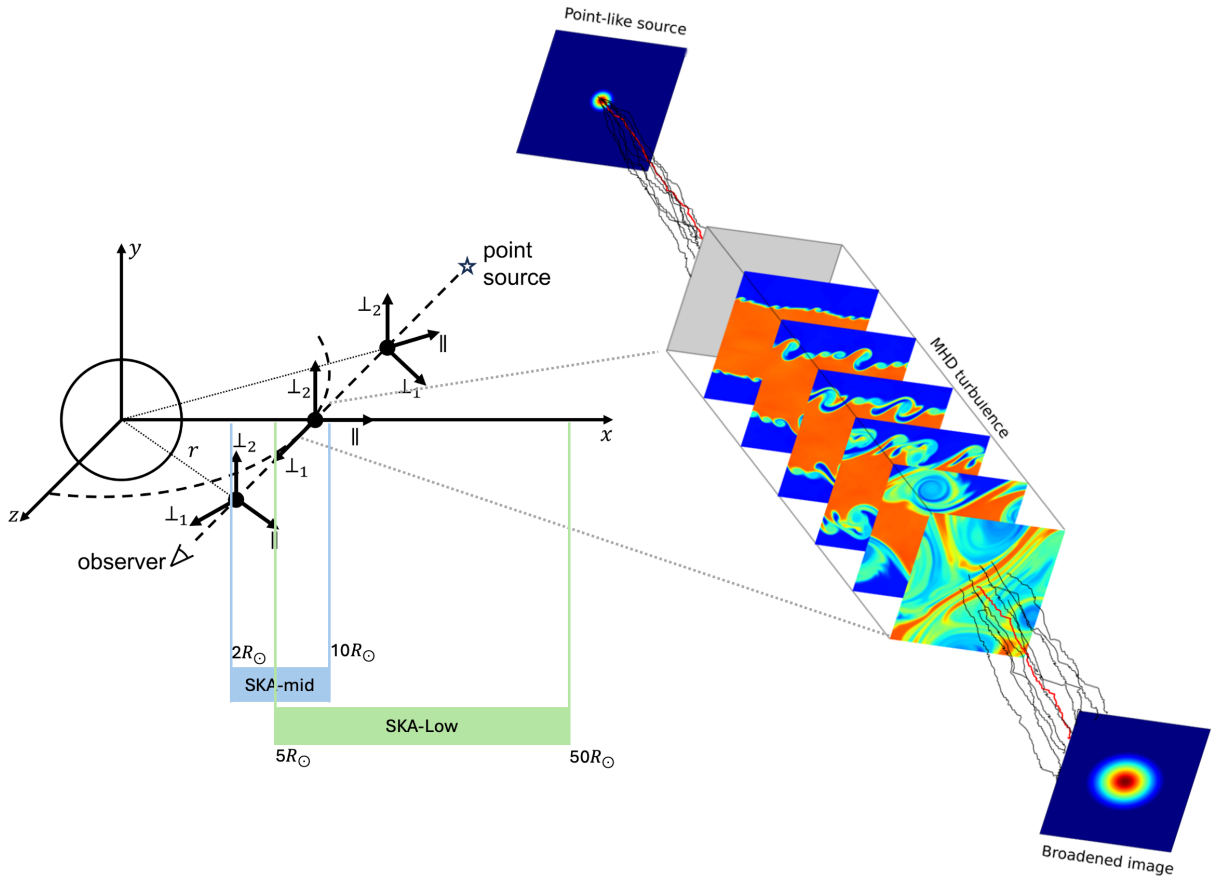 Point-like source
y
point
source
⊥₂
∥
⊥₁
⊥₂
MHD turbulence
∥
x
r
⊥₂
⊥₁
z
⊥₁
∥
observer
2R⊙
10R⊙
SKA-mid
SKA-Low
5R⊙
50R⊙
Broadened image